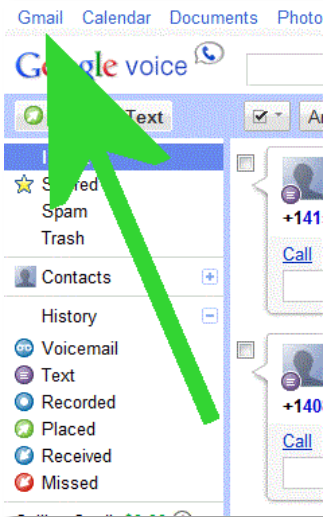 Gmail Calendar Documents Photo
Google voice
Text
Spam
Trash
Contacts
History
Voicemail
Text
Recorded
Placed
Received
Missed
+141
Call
+140
Call